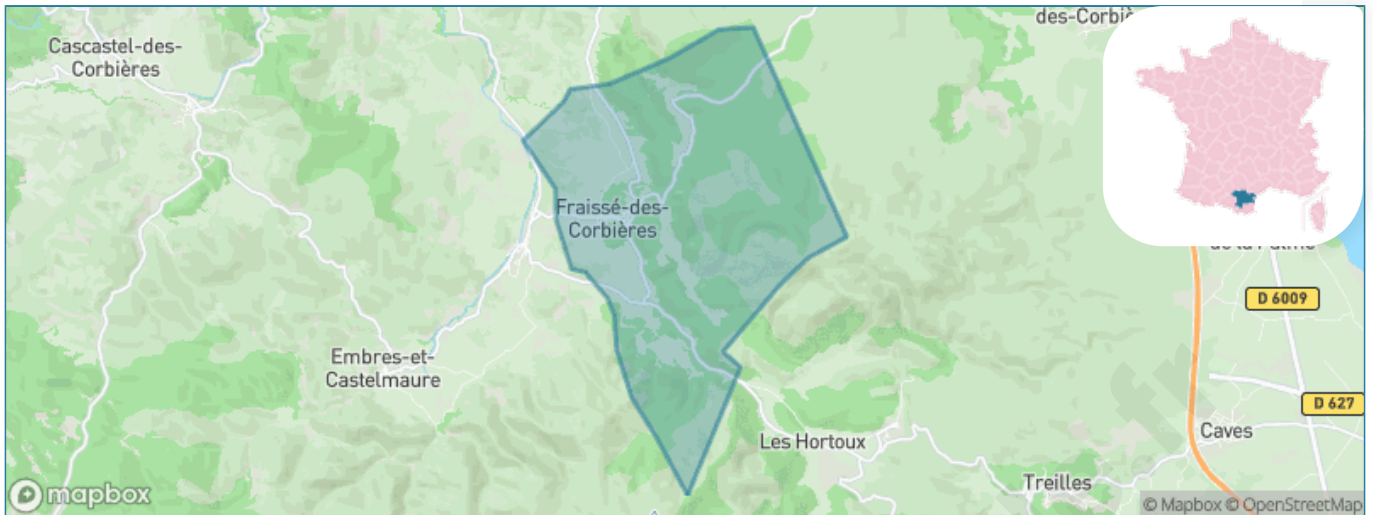 des-Corbiè
Cascastel-des-
Corbières
Fraissé-des-
Corbières
de la Palme
D 6009
Embres-et-
Castelmaure
D 627
Caves
Les Hortoux
Treilles
mapbox
© Mapbox © OpenStreetMap